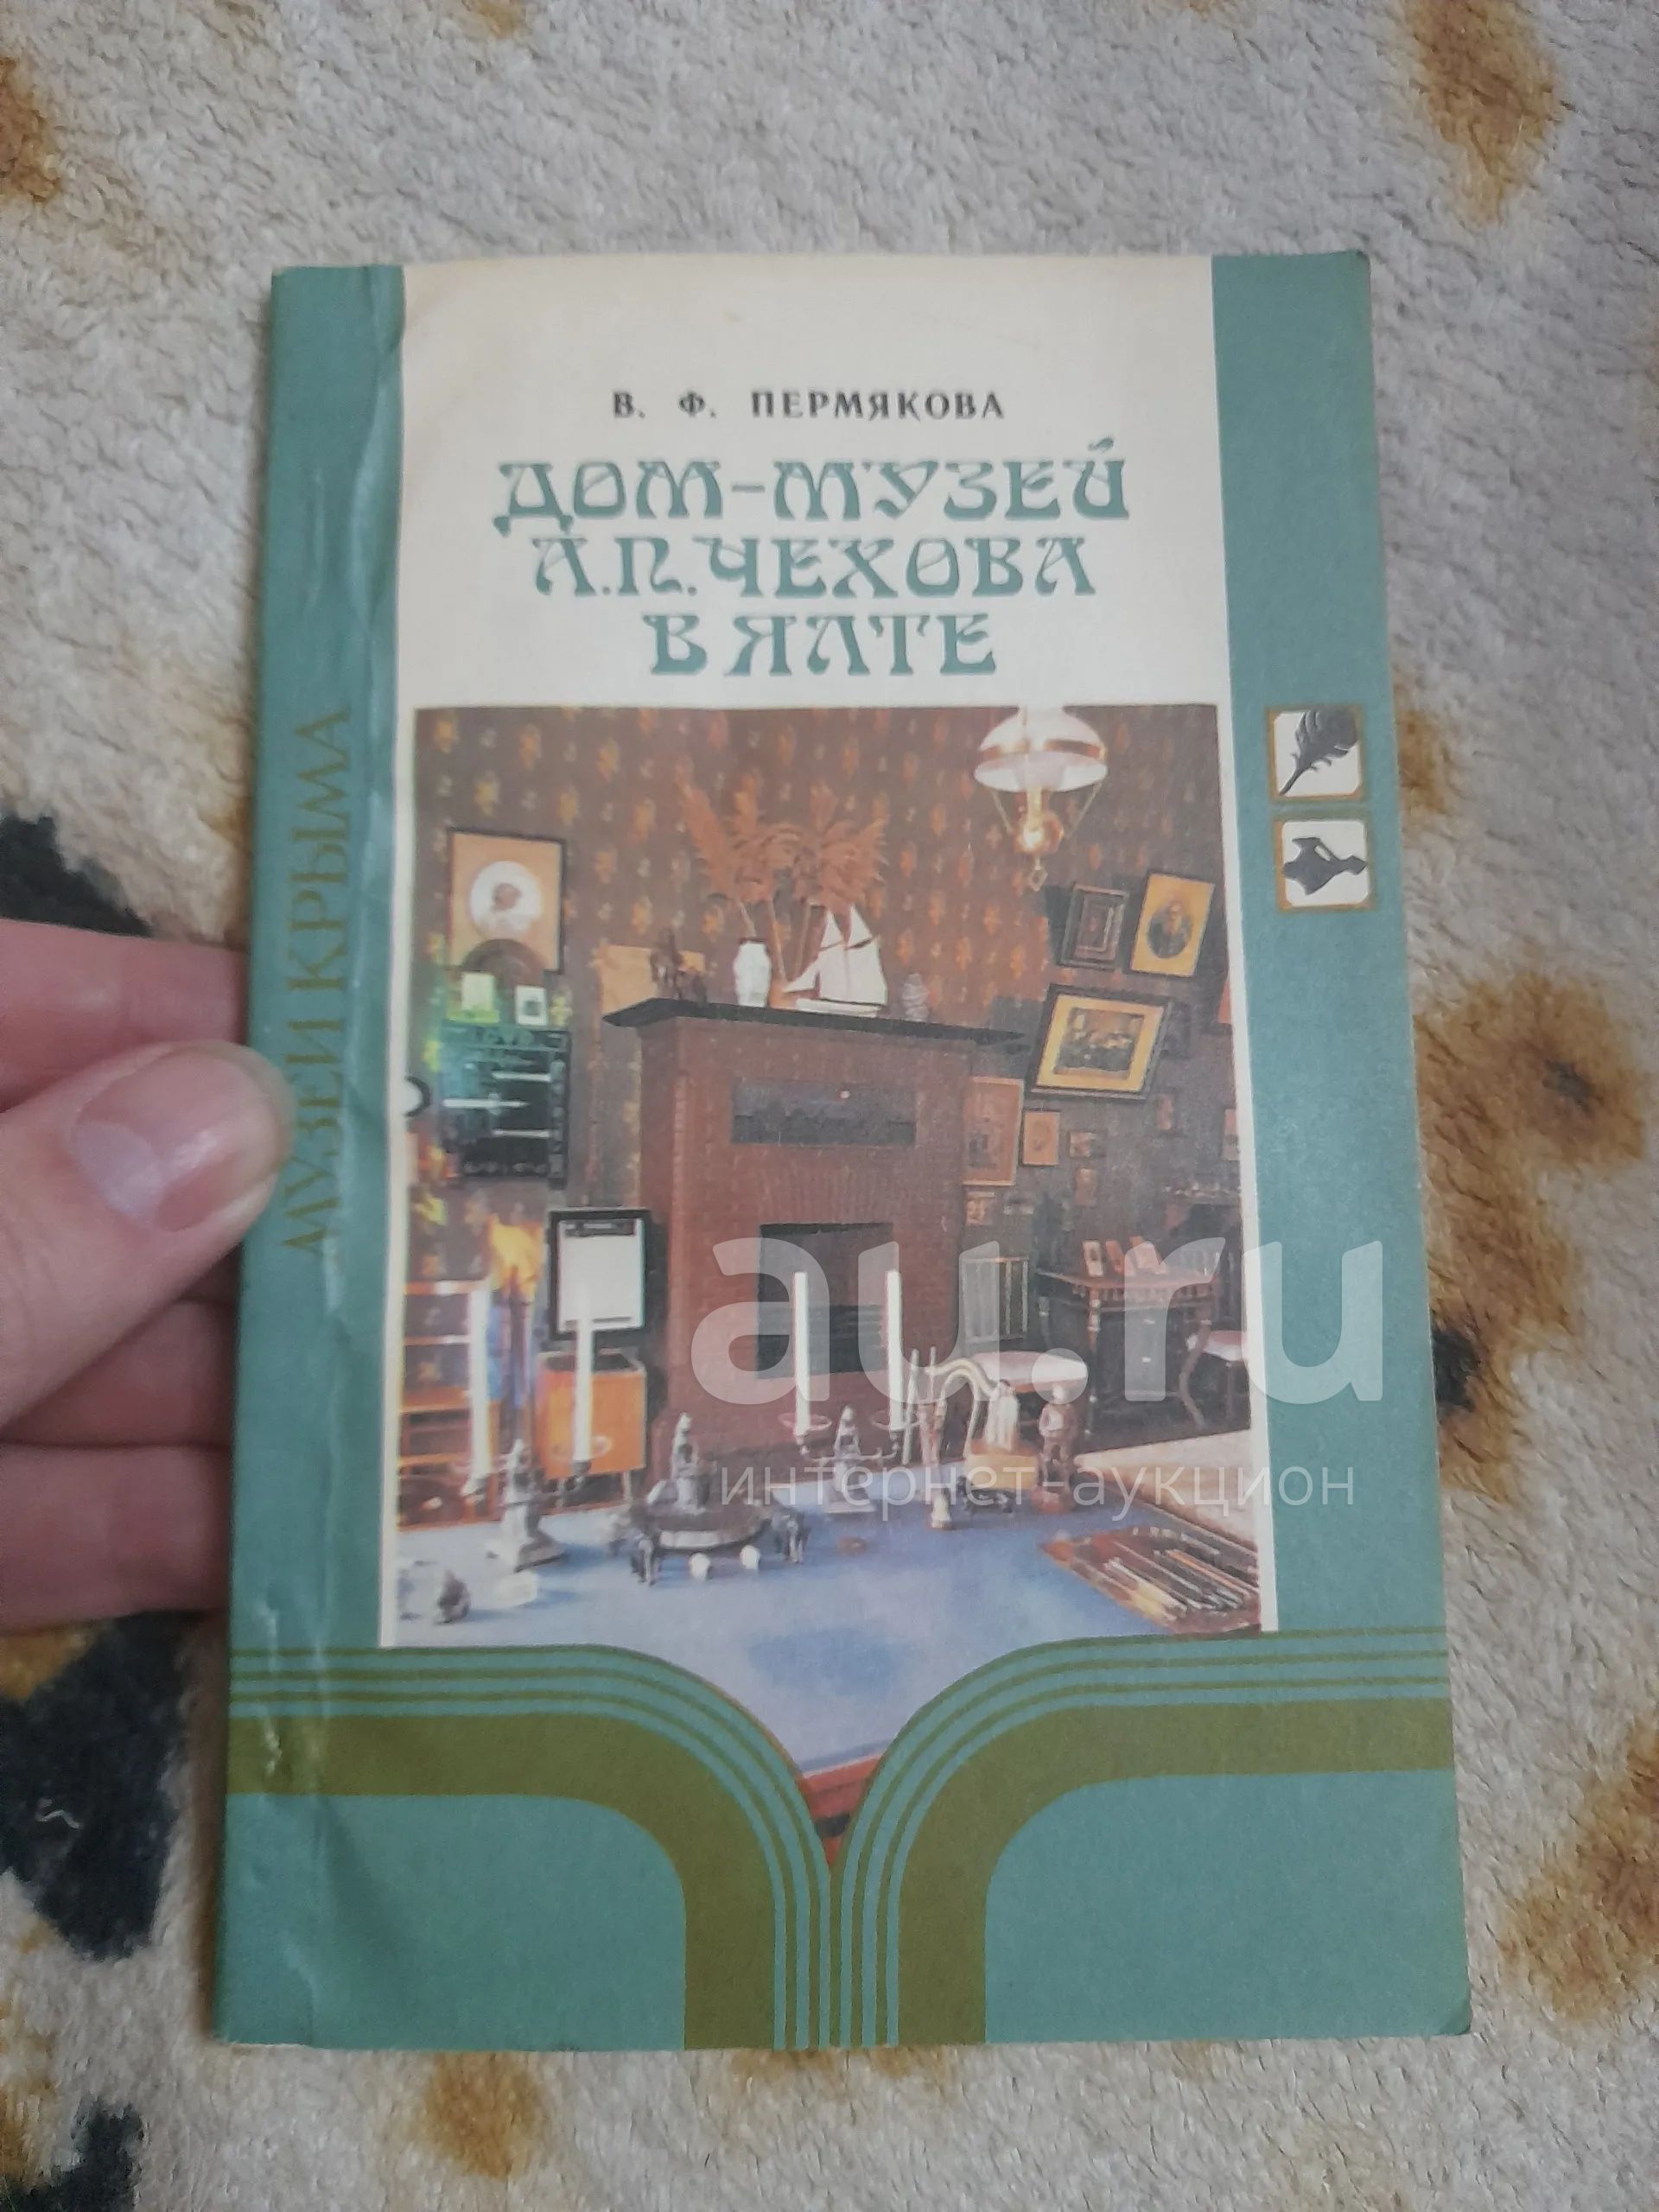 В. Ф. ПЕРМЯКОВА
ДОМ-МУЗЕЙ
А.П.ЧЕХОВА
В ЯЛТЕ
МУЗЕИ КРЫМА
au.ru
интернет-аукцион